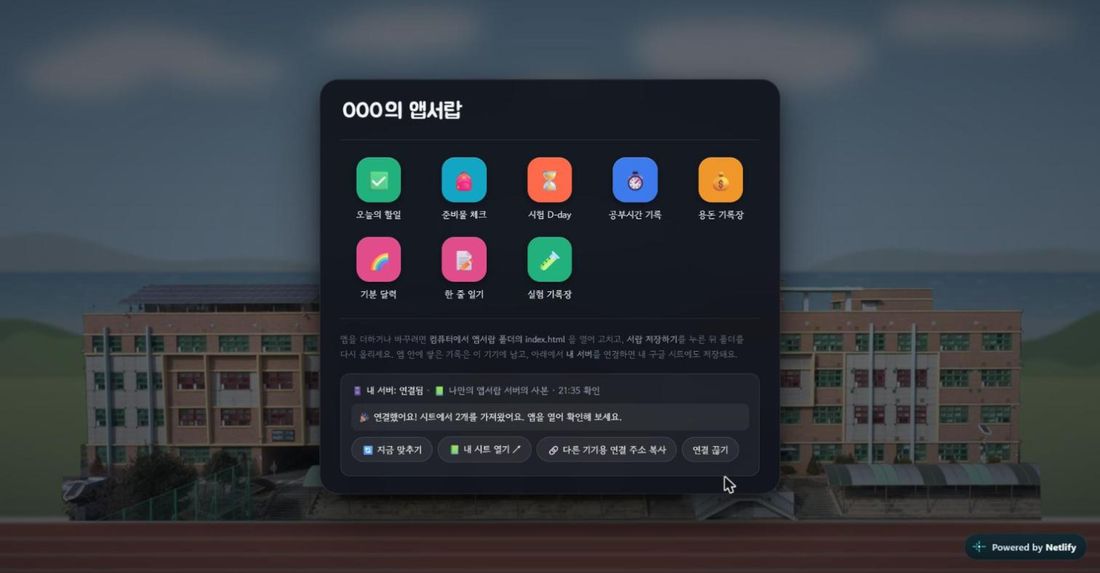 OOO의 앱서랍
오늘의 할일
준비물 체크
시험 D-day
공부시간 기록
용돈 기록장
기분 달력
한 줄 일기
실험 기록장
앱을 더하거나 바꾸려면 컴퓨터에서 앱서랍 폴더의 index.html 을 열어 고치고, 서랍 저장하기를 누른 뒤 폴더를
다시 올리세요. 앱 안에 쌓은 기록은 이 기기에 남고, 아래에서 내 서버를 연결하면 내 구글 시트에도 저장돼요.
내 서버: 연결됨 · 나만의 앱서랍 서버의 사본 · 21:35 확인
연결했어요! 시트에서 2개를 가져왔어요. 앱을 열어 확인해 보세요.
지금 맞추기
내 시트 열기 ↗
다른 기기용 연결 주소 복사
연결 끊기
Powered by Netlify